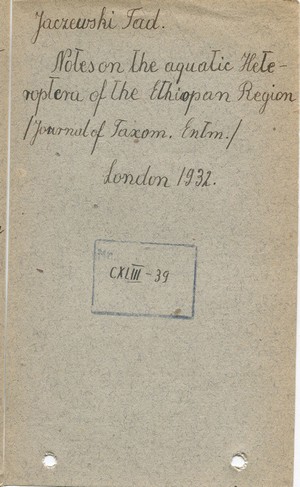 Jaczewski Tad.
Notes on the aquatic Hete-
roptera of the Ethiopan Region
/Journal of Taxom. Entm./
London 1932.
Nr.
CXLIII-39